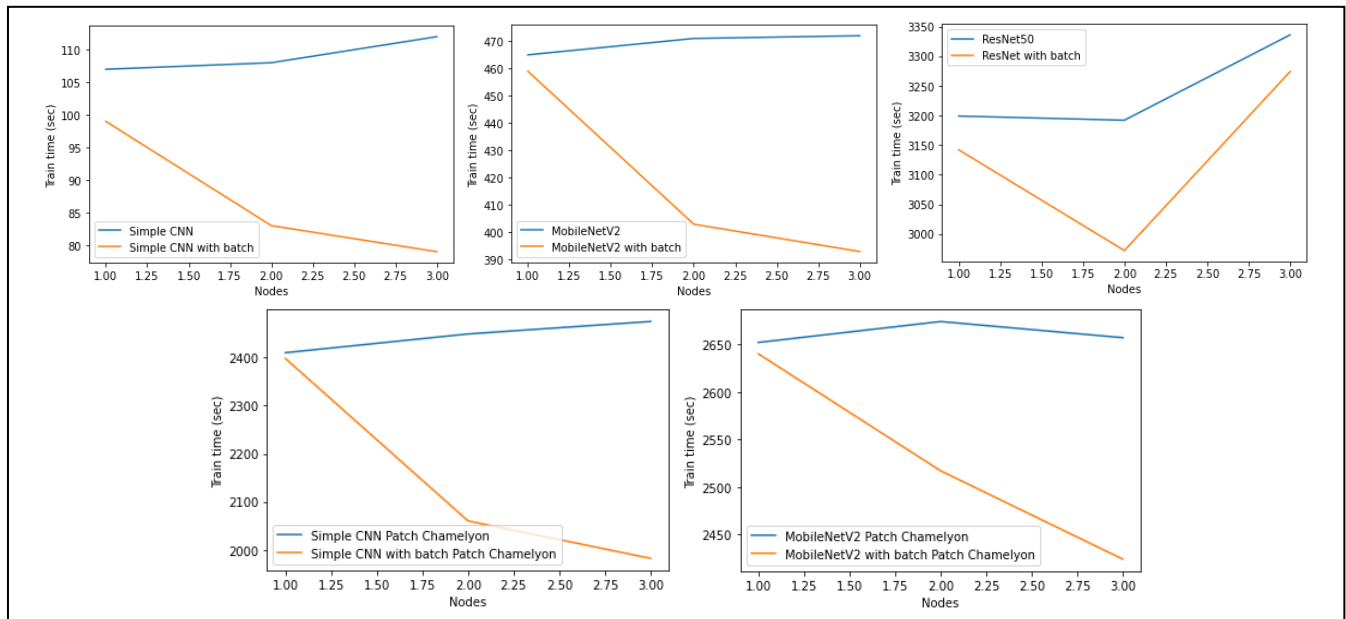 Train time (sec)
110
105
100
95
90
85
80
Simple CNN
Simple CNN with batch
1.00 1.25 1.50 1.75 2.00 2.25 2.50 2.75 3.00
Nodes
Train time (sec)
470
460
450
440
430
420
410
400
390
MobileNetV2
MobileNetV2 with batch
1.00 1.25 1.50 1.75 2.00 2.25 2.50 2.75 3.00
Nodes
Train time (sec)
3350
3300
3250
3200
3150
3100
3050
3000
ResNet50
ResNet with batch
1.00 1.25 1.50 1.75 2.00 2.25 2.50 2.75 3.00
Nodes
Train time (sec)
2400
2300
2200
2100
2000
Simple CNN Patch Chamelyon
Simple CNN with batch Patch Chamelyon
1.00 1.25 1.50 1.75 2.00 2.25 2.50 2.75 3.00
Nodes
Train time (sec)
2650
2600
2550
2500
2450
MobileNetV2 Patch Chamelyon
MobileNetV2 with batch Patch Chamelyon
1.00 1.25 1.50 1.75 2.00 2.25 2.50 2.75 3.00
Nodes